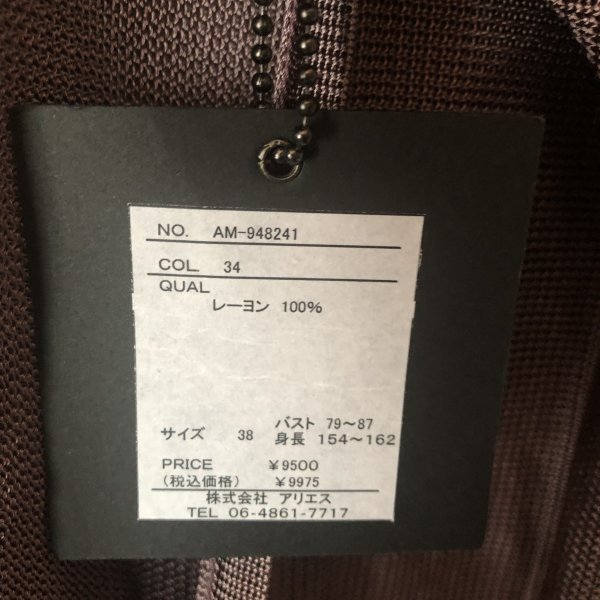 NO. AM-948241
COL. 34
QUAL
レーヨン 100%
バスト 79~87
サイズ 38 身長 154~162
PRICE ¥9500
(税込価格) ¥9975
株式会社 アリエス
TEL 06-4861-7717